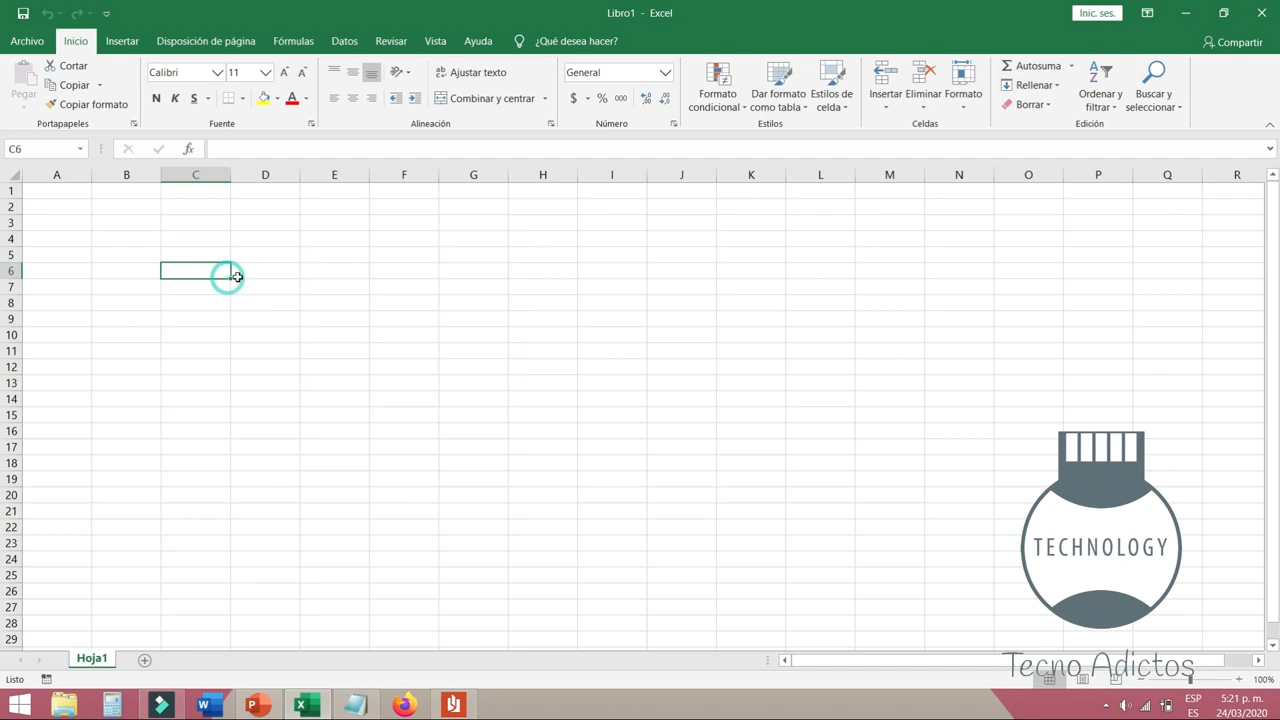 Libro1 - Excel
Inic. ses.
Archivo Inicio Insertar Disposición de página Fórmulas Datos Revisar Vista Ayuda ¿Qué desea hacer? Compartir
Pegar
Cortar
Copiar
Copiar formato
Portapapeles
Calibri 11
N K S
A
Fuente
Ajustar texto
Combinar y centrar
Alineación
General
$ % 000
Número
Formato condicional
Dar formato como tabla
Estilos de celda
Estilos
Insertar Eliminar Formato
Celdas
Autosuma
Rellenar
Borrar
Ordenar y filtrar
Buscar y seleccionar
Edición
C6 fx
A B C D E F G H I J K L M N O P Q R
1
2
3
4
5
6
7
8
9
10
11
12
13
14
15
16
17
18
19
20
21
22
23
24
25
26
27
28
29
TECHNOLOGY
Tecno Adictos
Hoja1
Listo
100%
ESP
ES
5:21 p. m.
24/03/2020